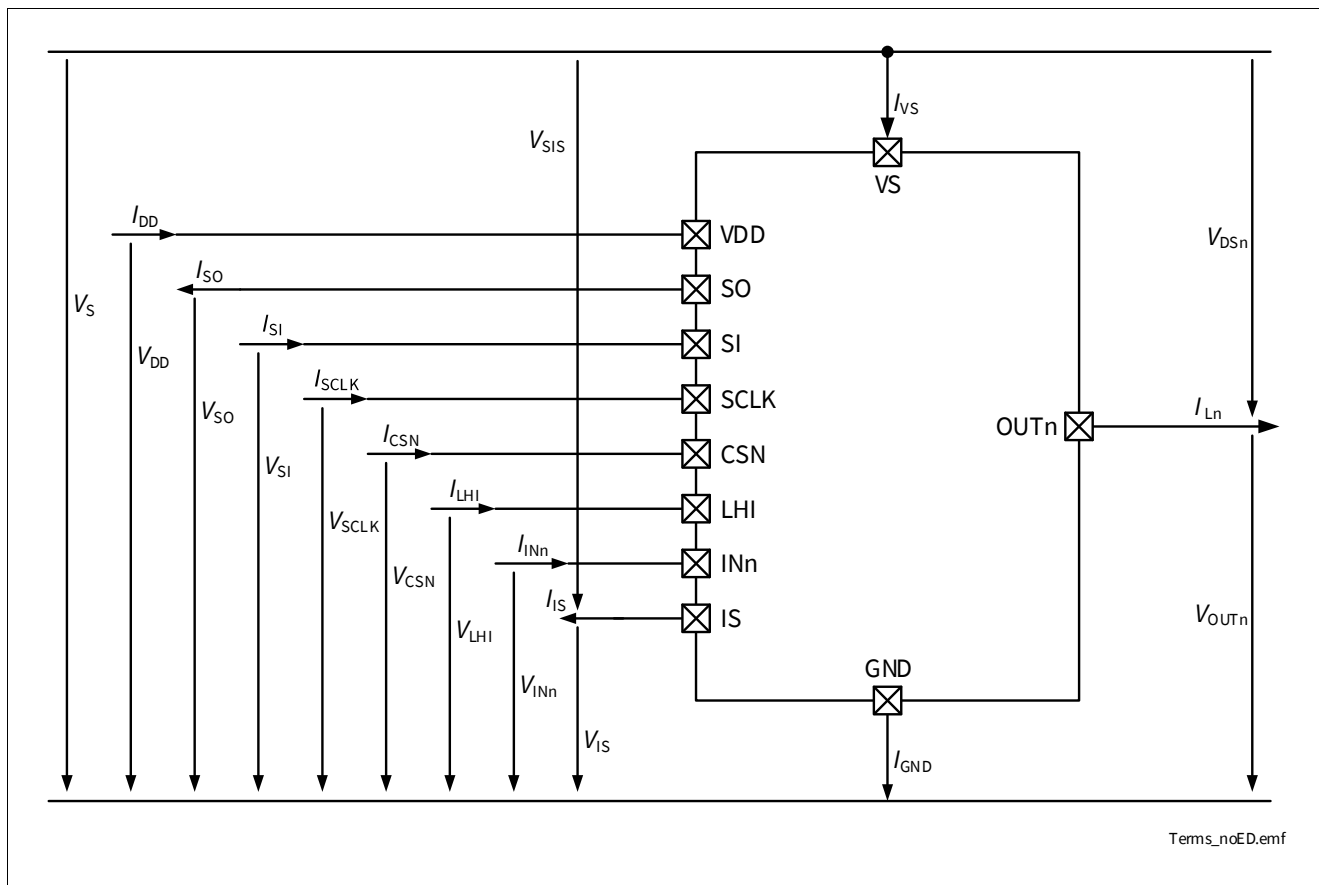 I_VS
V_SIS
VS
I_DD
VDD
V_DSn
I_SO
SO
V_S
I_SI
SI
V_DD
I_SCLK
SCLK
V_SO
I_Ln
OUTn
I_CSN
CSN
V_SI
I_LHI
LHI
V_SCLK
I_INn
INn
V_CSN
I_IS
IS
V_OUTn
V_LHI
GND
V_INn
V_IS
I_GND
Terms_noED.emf